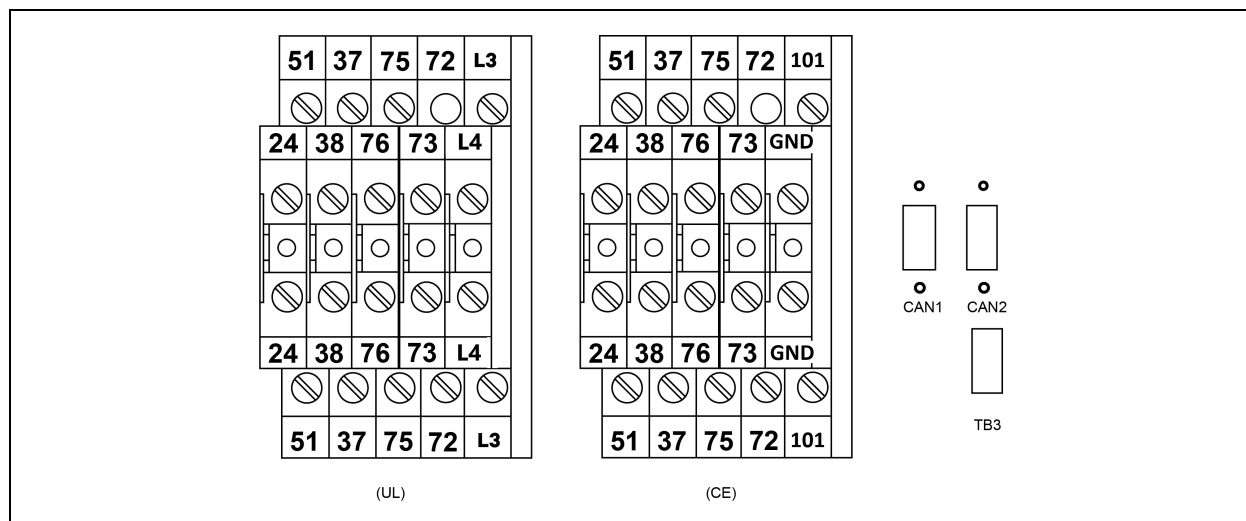 51 37 75 72 L3
24 38 76 73 L4
24 38 76 73 L4
51 37 75 72 L3
(UL)
51 37 75 72 101
24 38 76 73 GND
24 38 76 73 GND
51 37 75 72 101
(CE)
CAN1 CAN2
TB3